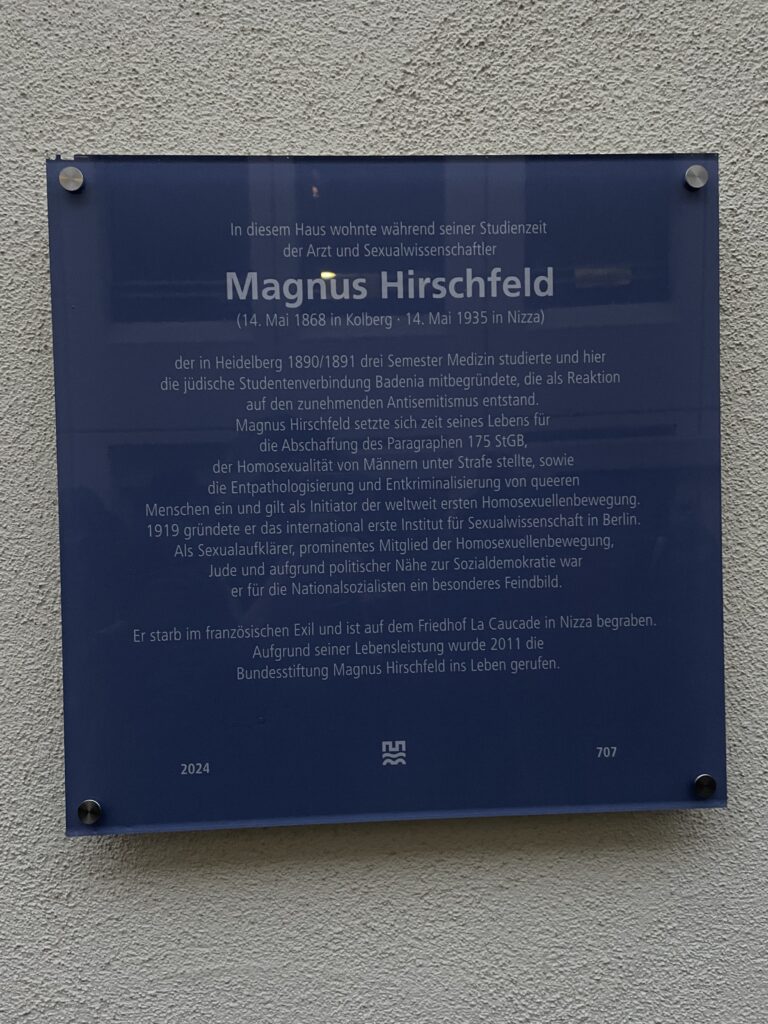 In diesem Haus wohnte während seiner Studienzeit
der Arzt und Sexualwissenschaftler
Magnus Hirschfeld
(14. Mai 1868 in Kolberg · 14. Mai 1935 in Nizza)
der in Heidelberg 1890/1891 drei Semester Medizin studierte und hier
die jüdische Studentenverbindung Badenia mitbegründete, die als Reaktion
auf den zunehmenden Antisemitismus entstand.
Magnus Hirschfeld setzte sich zeit seines Lebens für
die Abschaffung des Paragraphen 175 StGB,
der Homosexualität von Männern unter Strafe stellte, sowie
die Entpathologisierung und Entkriminalisierung von queeren
Menschen ein und gilt als Initiator der weltweit ersten Homosexuellenbewegung.
1919 gründete er das international erste Institut für Sexualwissenschaft in Berlin.
Als Sexualaufklärer, prominentes Mitglied der Homosexuellenbewegung,
Jude und aufgrund politischer Nähe zur Sozialdemokratie war
er für die Nationalsozialisten ein besonderes Feindbild.
Er starb im französischen Exil und ist auf dem Friedhof La Caucade in Nizza begraben.
Aufgrund seiner Lebensleistung wurde 2011 die
Bundesstiftung Magnus Hirschfeld ins Leben gerufen.
2024
707